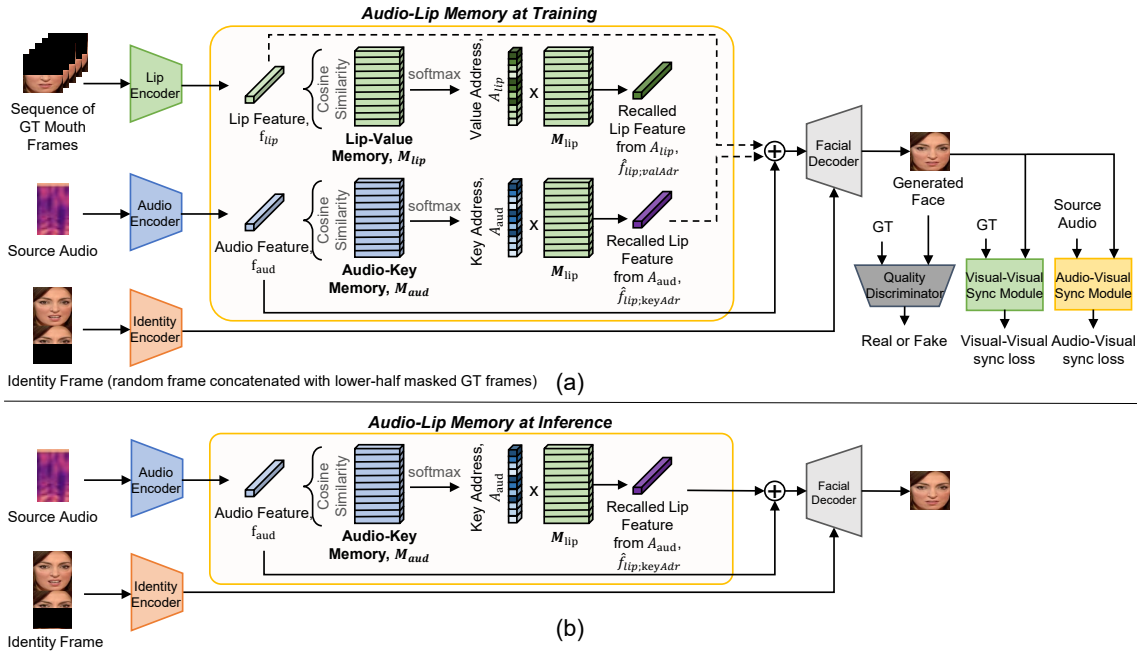 Audio-Lip Memory at Training
Sequence of
GT Mouth
Frames
Lip
Encoder
Lip Feature,
f_lip
Cosine
Similarity
Lip-Value
Memory, M_lip
softmax
Value Address,
A_lip
X
M_lip
Recalled
Lip Feature
from A_lip,
f̂_lip;valAdr
Source Audio
Audio
Encoder
Audio Feature,
f_aud
Cosine
Similarity
Audio-Key
Memory, M_aud
softmax
Key Address,
A_aud
X
M_lip
Recalled Lip
Feature
from A_aud,
f̂_lip;keyAdr
Identity
Encoder
Facial
Decoder
Generated
Face
GT
Quality
Discriminator
Real or Fake
GT
Visual-Visual
Sync Module
Visual-Visual
sync loss
Source
Audio
Audio-Visual
Sync Module
Audio-Visual
sync loss
Identity Frame (random frame concatenated with lower-half masked GT frames)
(a)
Audio-Lip Memory at Inference
Source Audio
Audio
Encoder
Audio Feature,
f_aud
Cosine
Similarity
Audio-Key
Memory, M_aud
softmax
Key Address,
A_aud
X
M_lip
Recalled Lip
Feature
from A_aud,
f̂_lip;keyAdr
Facial
Decoder
Identity
Encoder
Identity Frame
(b)